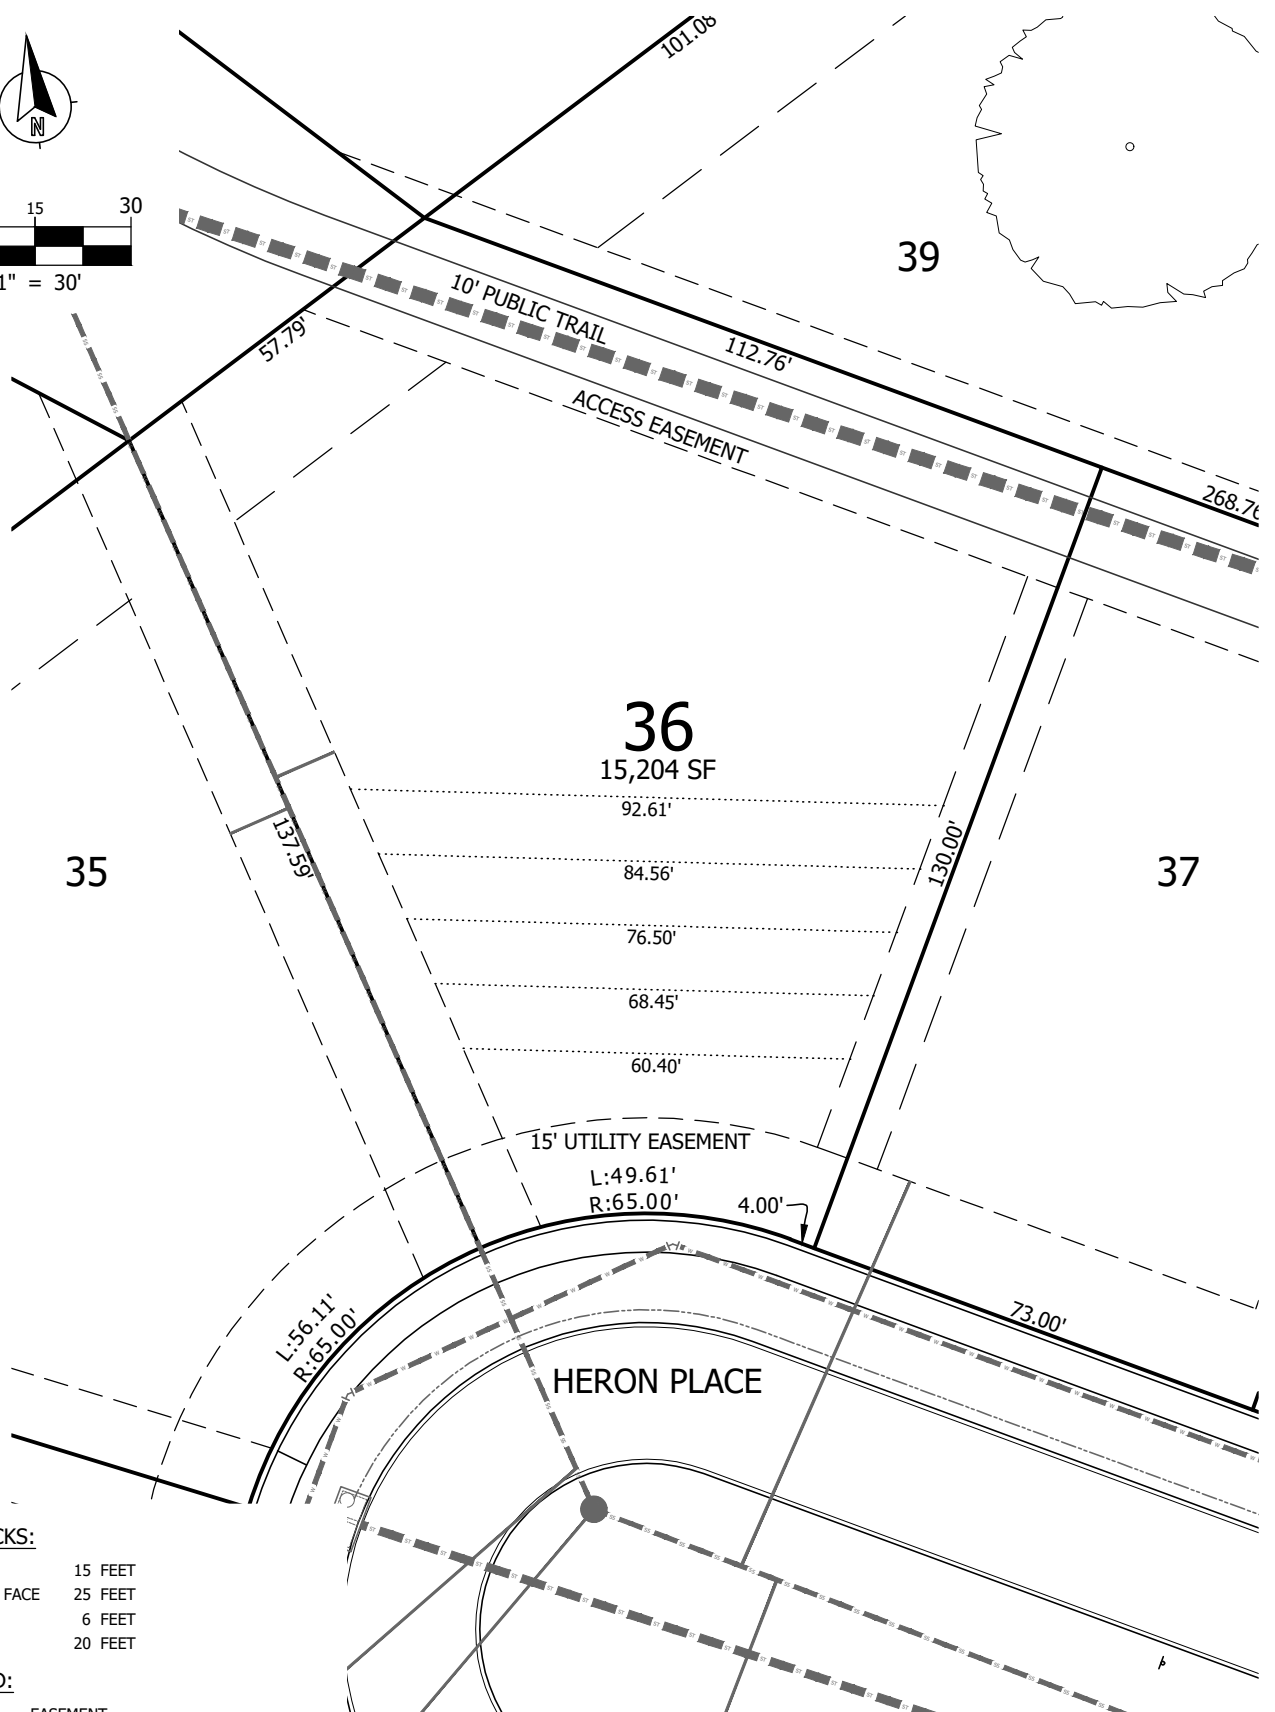 101.08
N
15 30
1" = 30'
39
10' PUBLIC TRAIL
57.79'
112.76'
ACCESS EASEMENT
268.76
36
15,204 SF
92.61'
84.56'
76.50'
68.45'
60.40'
137.59'
130.00'
35
37
15' UTILITY EASEMENT
L:49.61'
R:65.00'
4.00'
L:56.11'
R:65.00'
73.00'
HERON PLACE
CKS:
15 FEET
FACE 25 FEET
6 FEET
20 FEET
D:
EASEMENT